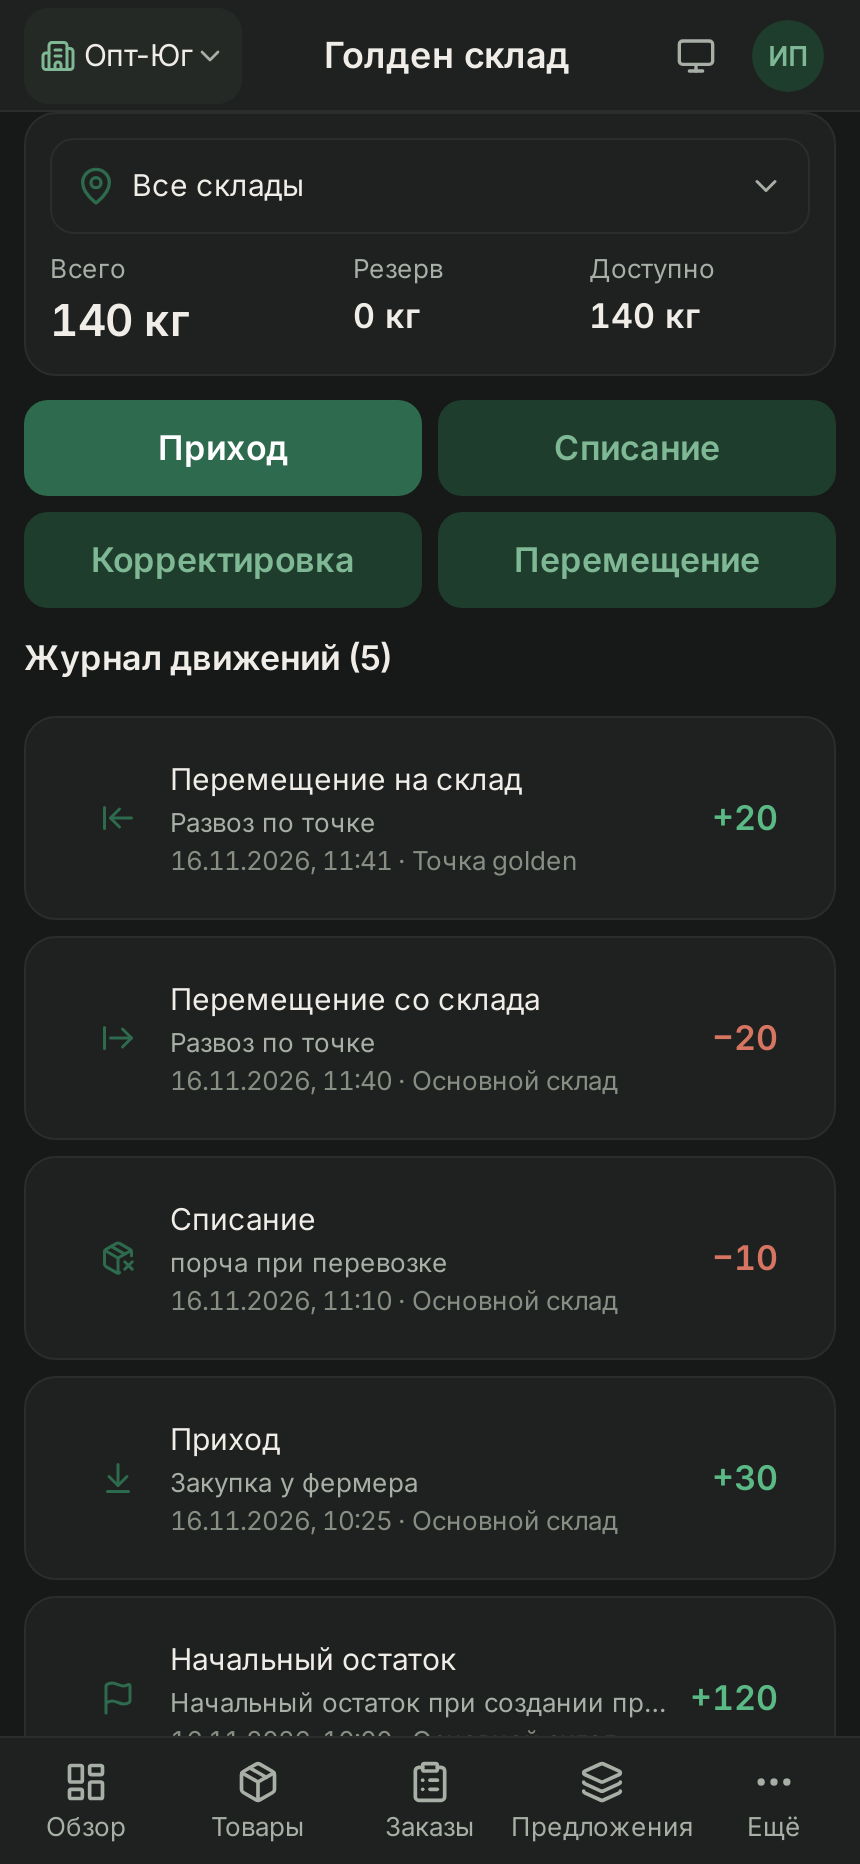 Опт-Юг
Голден склад
ИП
Все склады
Всего
Резерв
Доступно
140 кг
0 кг
140 кг
Приход
Списание
Корректировка
Перемещение
Журнал движений (5)
Перемещение на склад
Развоз по точке
+20
16.11.2026, 11:41 · Точка golden
Перемещение со склада
Развоз по точке
−20
16.11.2026, 11:40 · Основной склад
Списание
порча при перевозке
−10
16.11.2026, 11:10 · Основной склад
Приход
Закупка у фермера
+30
16.11.2026, 10:25 · Основной склад
Начальный остаток
Начальный остаток при создании пр...
+120
Обзор
Товары
Заказы
Предложения
Ещё